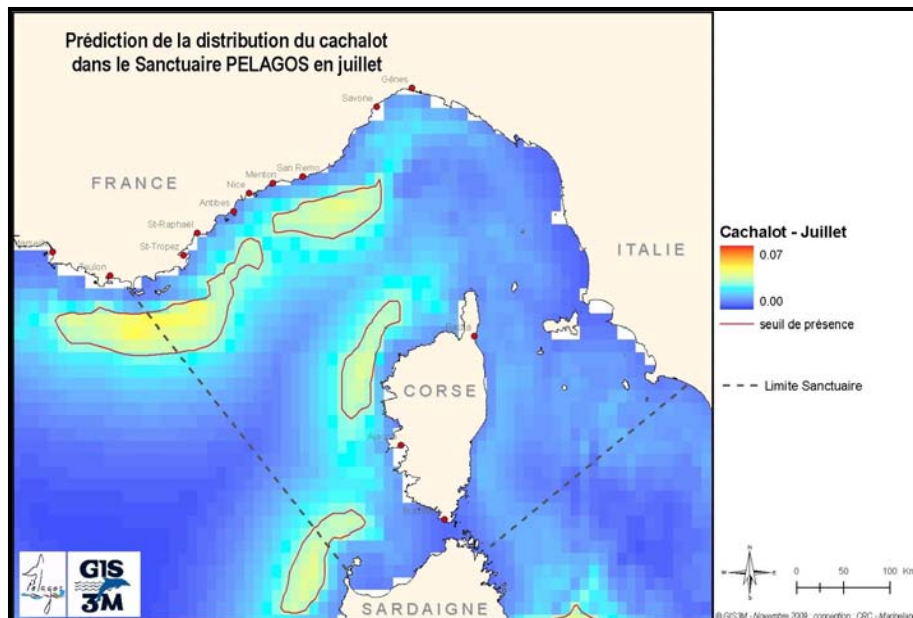 Prédiction de la distribution du cachalot
dans le Sanctuaire PELAGOS en juillet
Gênes
Savone
San Remo
Menton
Nice
Antibes
St-Raphaël
St-Tropez
Toulon
FRANCE
ITALIE
CORSE
SARDAIGNE
Cachalot - Juillet
0.07
0.00
seuil de présence
Limite Sanctuaire
Pelagos
GIS
3M
N
0 50 100 Km